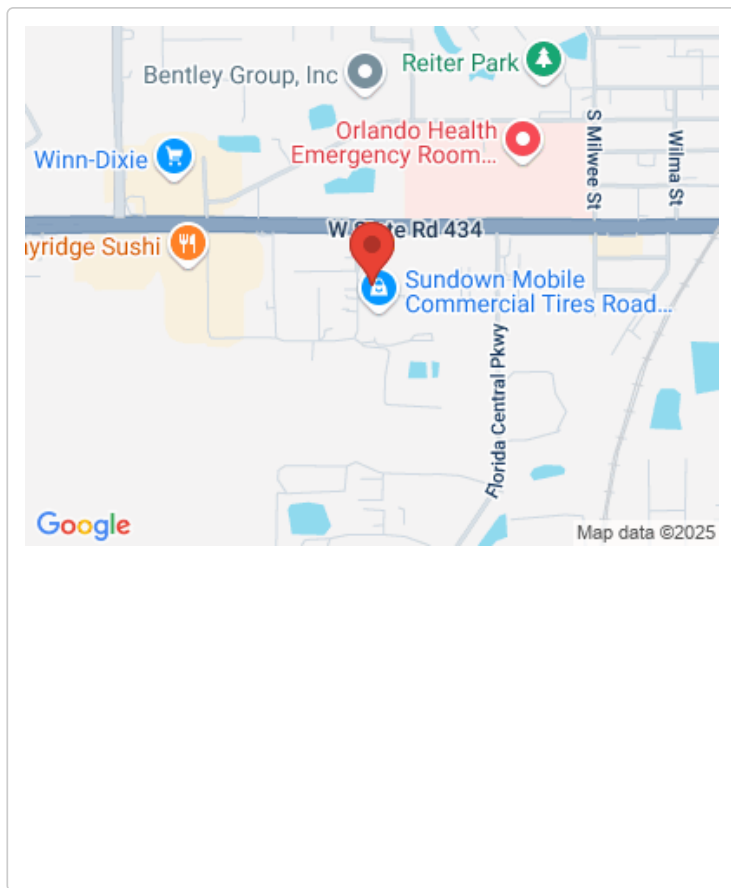 Bentley Group, Inc
Reiter Park
Orlando Health
Emergency Room...
Winn-Dixie
S Milwee St
Wilma St
W State Rd 434
yridge Sushi
Sundown Mobile
Commercial Tires Road...
Florida Central Pkwy
Google
Map data ©2025